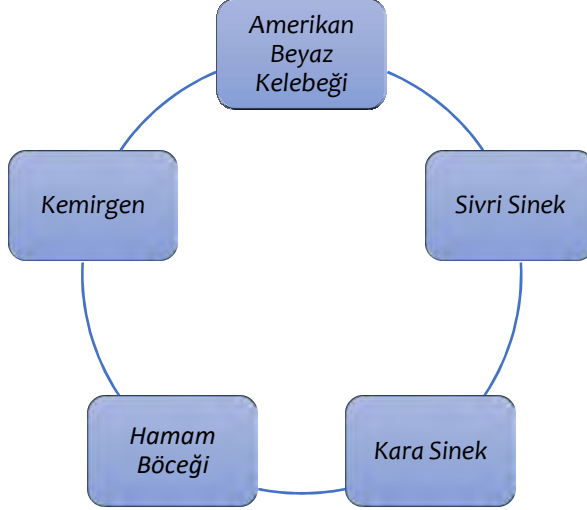 Amerikan
Beyaz
Kelebeği
Sivri Sinek
Kara Sinek
Hamam
Böceği
Kemirgen